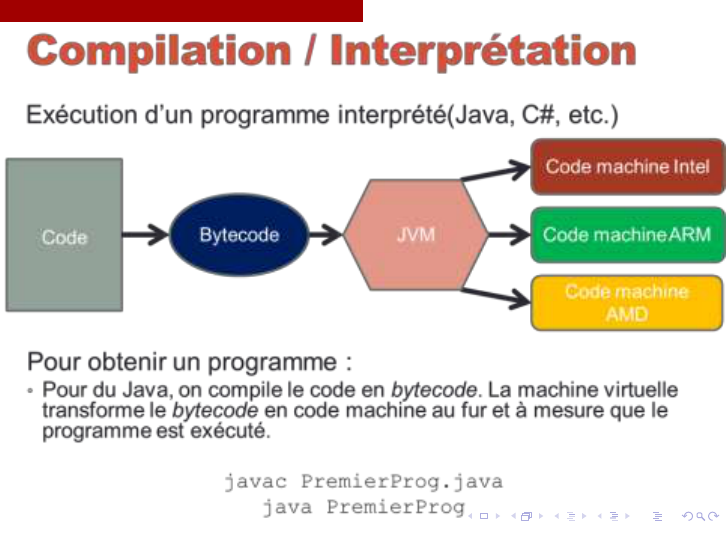 Compilation / Interprétation
Exécution d'un programme interprété(Java, C#, etc.)
Code
Bytecode
JVM
Code machine Intel
Code machine ARM
Code machine
AMD
Pour obtenir un programme :
• Pour du Java, on compile le code en bytecode. La machine virtuelle
transforme le bytecode en code machine au fur et à mesure que le
programme est exécuté.
javac PremierProg.java
java PremierProg